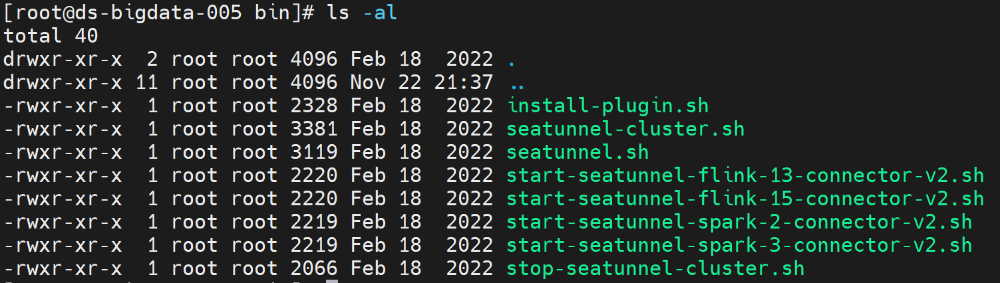 [root@ds-bigdata-005 bin]# ls -al
total 40
drwxr-xr-x  2 root root 4096 Feb 18  2022 .
drwxr-xr-x 11 root root 4096 Nov 22 21:37 ..
-rwxr-xr-x  1 root root 2328 Feb 18  2022 install-plugin.sh
-rwxr-xr-x  1 root root 3381 Feb 18  2022 seatunnel-cluster.sh
-rwxr-xr-x  1 root root 3119 Feb 18  2022 seatunnel.sh
-rwxr-xr-x  1 root root 2220 Feb 18  2022 start-seatunnel-flink-13-connector-v2.sh
-rwxr-xr-x  1 root root 2220 Feb 18  2022 start-seatunnel-flink-15-connector-v2.sh
-rwxr-xr-x  1 root root 2219 Feb 18  2022 start-seatunnel-spark-2-connector-v2.sh
-rwxr-xr-x  1 root root 2219 Feb 18  2022 start-seatunnel-spark-3-connector-v2.sh
-rwxr-xr-x  1 root root 2066 Feb 18  2022 stop-seatunnel-cluster.sh